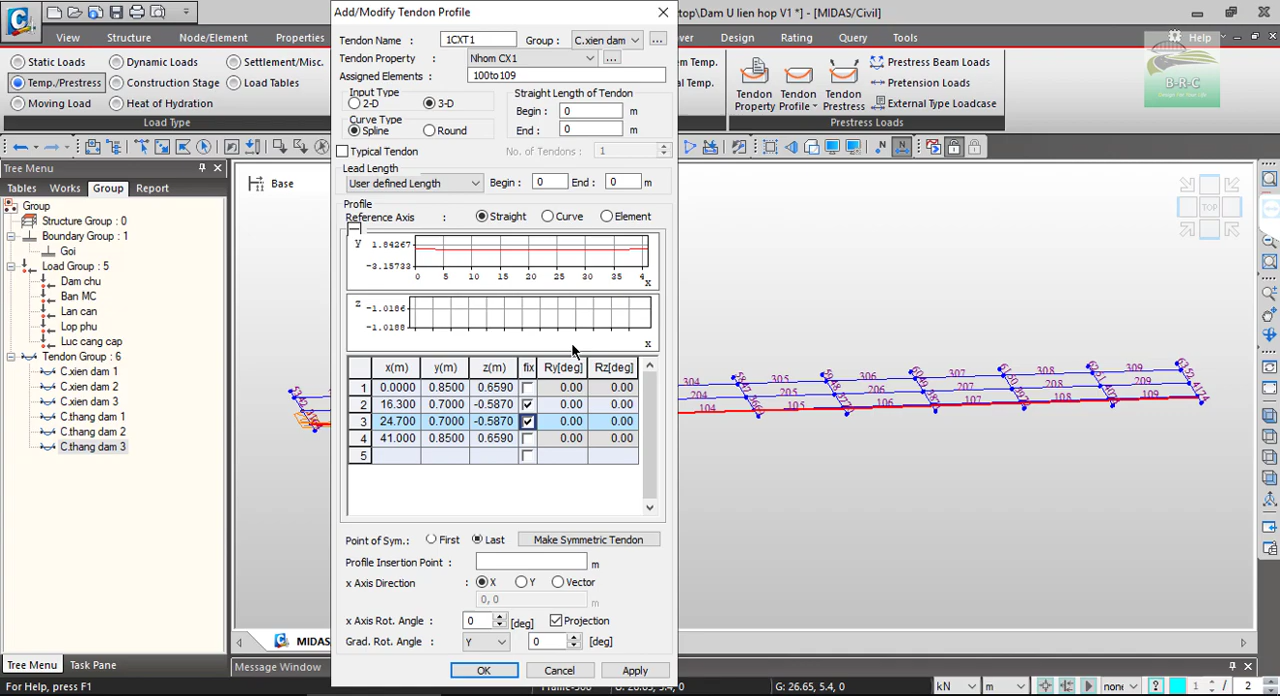 Add/Modify Tendon Profile
top\Dam U lien hop V1 *] - [MIDAS/Civil]
View Structure Node/Element Properties
Design Rating Query Tools Help
Static Loads Dynamic Loads Settlement/Misc.
Temp./Prestress Construction Stage Load Tables
Moving Load Heat of Hydration
Load Type
Tendon Property
Tendon Profile
Tendon Prestress
Prestress Beam Loads
Pretension Loads
External Type Loadcase
Prestress Loads
B-R-C
Tendon Name : 1CXT1 Group : C.xien dam
Tendon Property : Nhom CX1
Assigned Elements : 100to109
Input Type
2-D 3-D
Curve Type
Spline Round
Straight Length of Tendon
Begin : 0 m
End : 0 m
Typical Tendon No. of Tendons : 1
Lead Length
User defined Length Begin : 0 End : 0 m
Profile
Reference Axis : Straight Curve Element
y 1.84267
-3.15733
0 5 10 15 20 25 30 35 4 x
z -1.0186
-1.0188
x
x(m) y(m) z(m) fix Ry[deg] Rz[deg]
1 0.0000 0.8500 0.6590 0.00 0.00
2 16.300 0.7000 -0.5870 0.00 0.00
3 24.700 0.7000 -0.5870 0.00 0.00
4 41.000 0.8500 0.6590 0.00 0.00
5
Point of Sym.: First Last Make Symmetric Tendon
Profile Insertion Point : m
x Axis Direction : X Y Vector
0, 0 m
x Axis Rot. Angle : 0 [deg] Projection
Grad. Rot. Angle : Y 0 [deg]
OK Cancel Apply
Tree Menu
Tables Works Group Report
Group
Structure Group : 0
Boundary Group : 1
Goi
Load Group : 5
Dam chu
Ban MC
Lan can
Lop phu
Luc cang cap
Tendon Group : 6
C.xien dam 1
C.xien dam 2
C.xien dam 3
C.thang dam 1
C.thang dam 2
C.thang dam 3
Tree Menu Task Pane
Base
TOP
304 305 306 307 308 309
204 205 206 207 208 209
104 105 106 107 108 109
MIDAS
Message Window
For Help, press F1
G: 26.65, 5.4, 0
kN m none 1 / 2